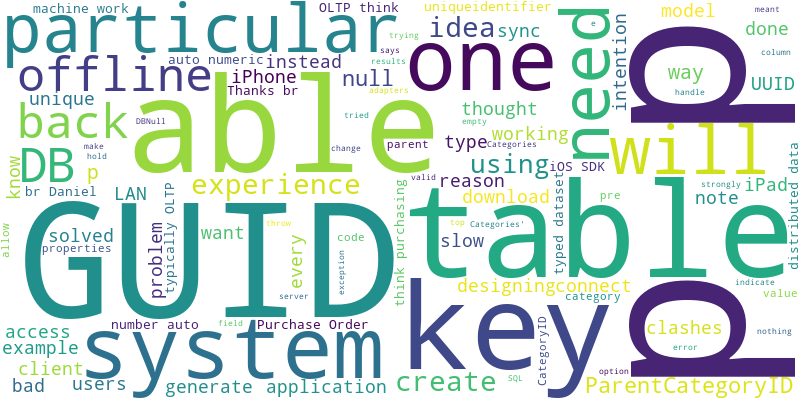 machine work
OLTP think
uniqueidentifier
model
meant
particular
auto numeric
instead
idea
sync
trying
says
results
e
intention
done
column
offline
iPhone
Thanks br
null
one
adapters
need
p
way
handle
UUID
unique
back
DBNull
able
tried
empty
thought
working
know
DB
p
make
hold
change
parent
type
Categories
using
iOS SDK
will
br Daniel
LAN
experience
reason
download
valid
pre
strongly
iPad
note
distributed data
allow
GUID
solved
properties
problem
typically OLTP
want
every
throw
code
exception
server
think purchasing
table
top
Categories'
slow
typed dataset
designing
connect
category
indicate
value
p
access
example
client
bad
users
number auto
system
field
Purchase Order
generate
application
key
create
SQL
CategoryID
option
error
clashes
nothing
ParentCategoryID